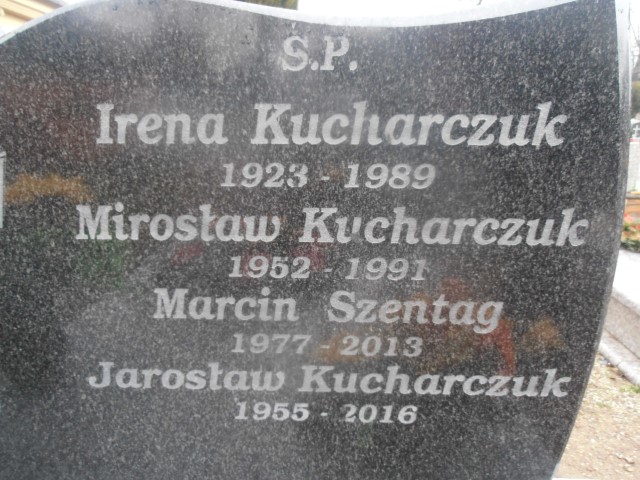 S.P.
Irena Kucharczuk
1923 - 1989
Mirosław Kucharczuk
1952 - 1991
Marcin Szentag
1977 - 2013
Jarosław Kucharczuk
1955 - 2016